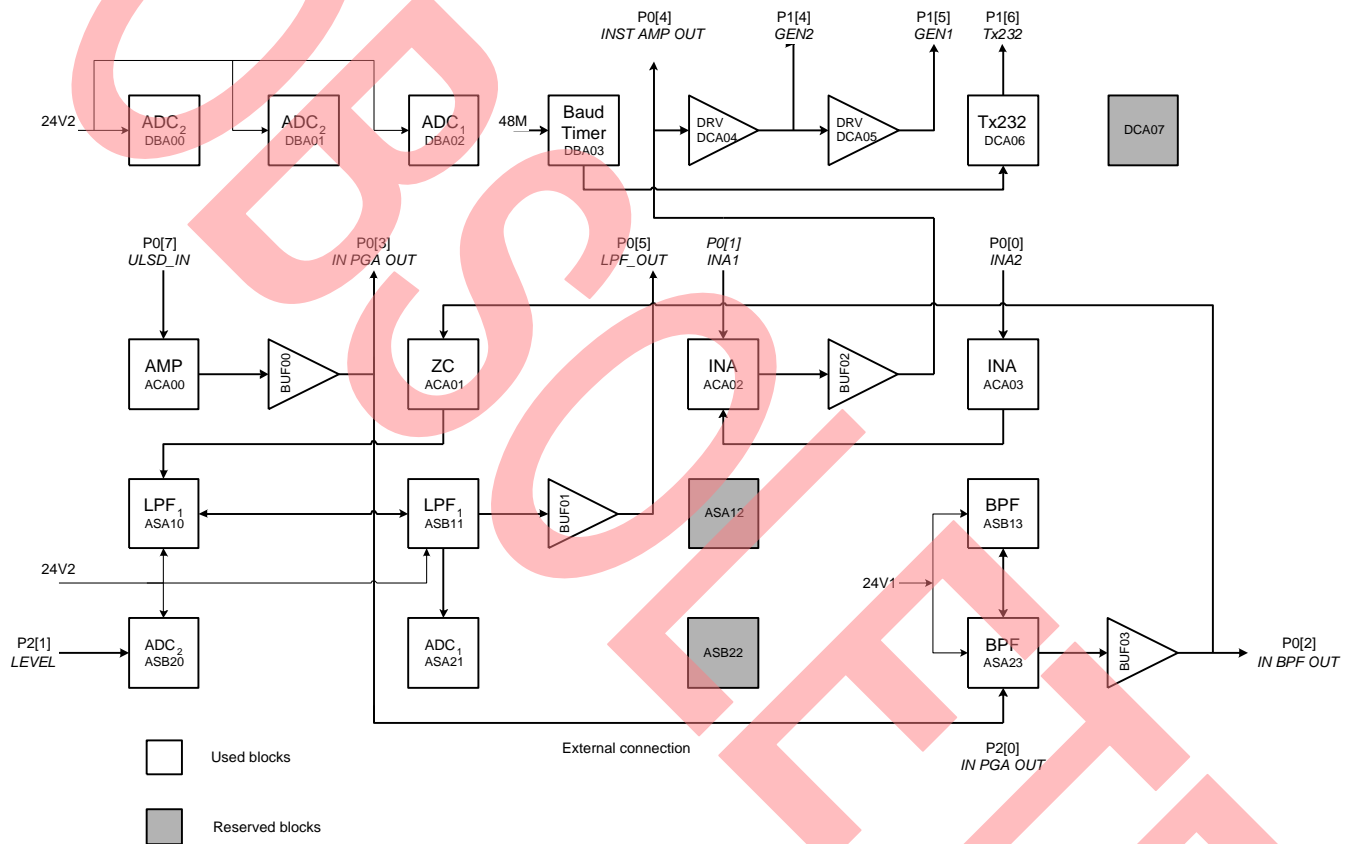 P0[4]
INST AMP OUT
P1[4]
GEN2
P1[5]
GEN1
P1[6]
Tx232
24V2
ADC2
DBA00
ADC2
DBA01
ADC1
DBA02
48M
Baud
Timer
DBA03
DRV
DCA04
DRV
DCA05
Tx232
DCA06
DCA07
P0[7]
ULSD_IN
P0[3]
IN PGA OUT
P0[5]
LPF_OUT
P0[1]
INA1
P0[0]
INA2
AMP
ACA00
BUF00
ZC
ACA01
INA
ACA02
BUF02
INA
ACA03
LPF1
ASA10
LPF1
ASB11
BUF01
ASA12
BPF
ASB13
24V2
24V1
P2[1]
LEVEL
ADC2
ASB20
ADC1
ASA21
ASB22
BPF
ASA23
BUF03
P0[2]
IN BPF OUT
External connection
P2[0]
IN PGA OUT
Used blocks
Reserved blocks
OBSOLETE